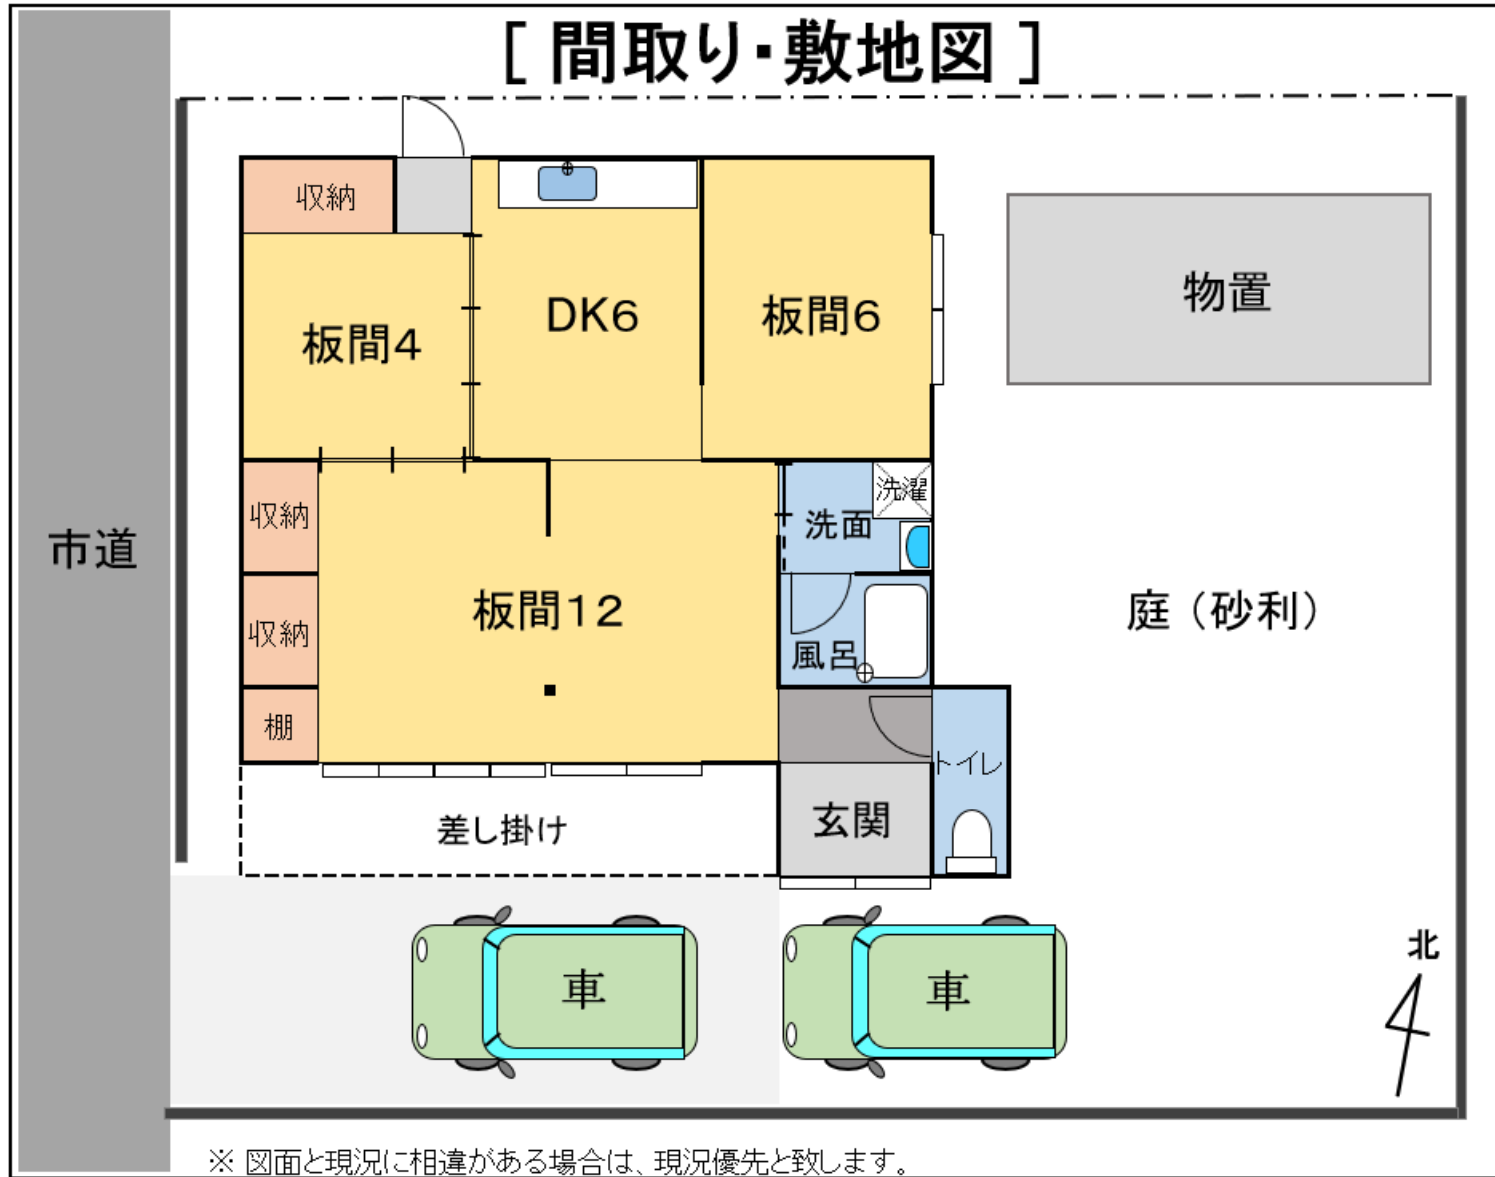 [ 間取り・敷地図 ]
収納
物置
DK6
板間6
板間4
洗濯
収納
洗面
市道
板間12
庭（砂利）
収納
風呂
棚
トイレ
玄関
差し掛け
北
車
車
※ 図面と現況に相違がある場合は、現況優先と致します。